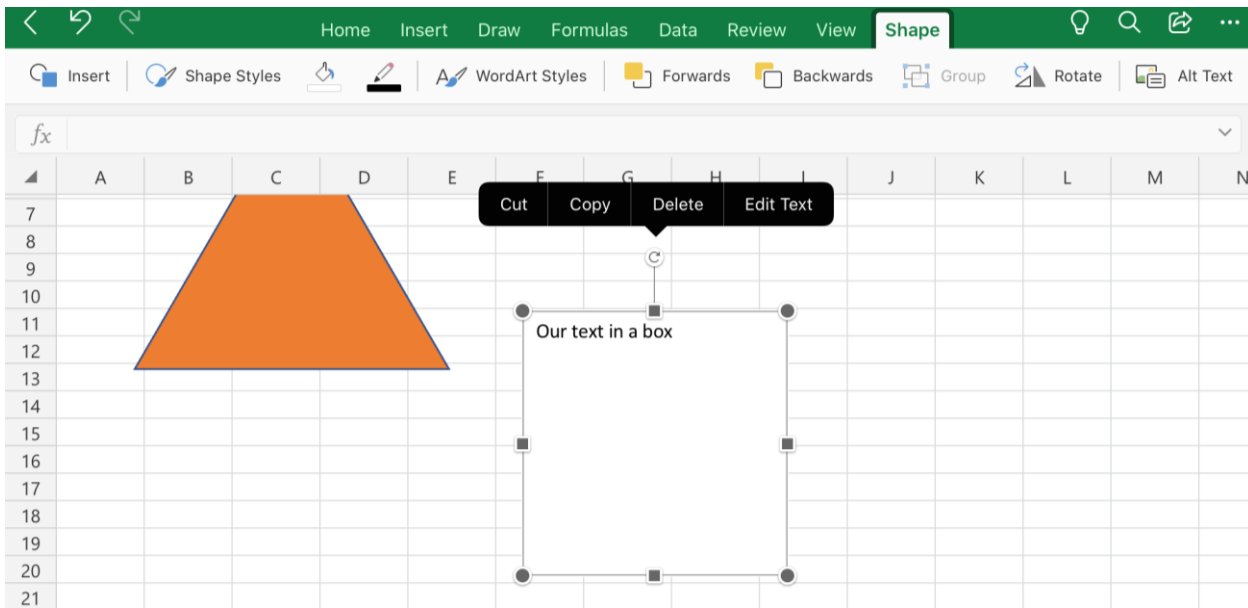 Home Insert Draw Formulas Data Review View Shape
Insert Shape Styles WordArt Styles Forwards Backwards Group Rotate Alt Text
fx
A B C D E F G H I J K L M N
Cut Copy Delete Edit Text
7
8
9
10
11
Our text in a box
12
13
14
15
16
17
18
19
20
21